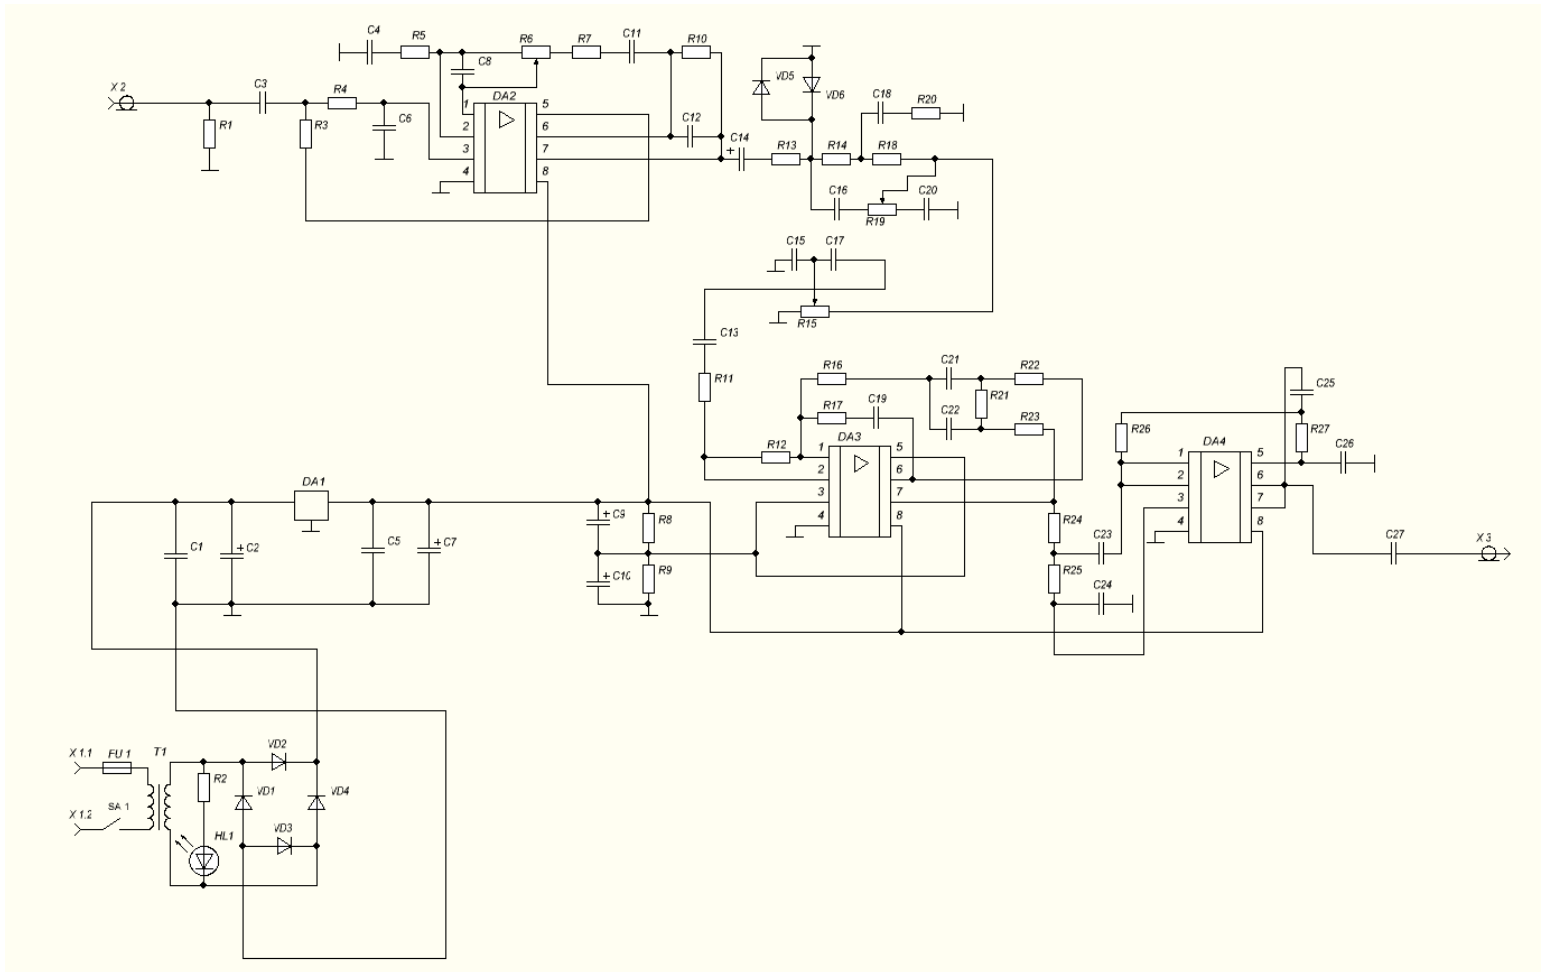 C4 R5 R6 R7 C11 R10
C8
X2 C3 R4 DA2
VD5 VD6 C18 R20
R1 R3 C6
1 5
2 6
3 7
4 8
C12 C14 R13 R14 R18
+
C16 R19 C20
C15 C17
R15
C13
R11
R16 C21 R22
R17 C19 R21
C22 R23
R12 DA3
1 5
2 6
3 7
4 8
C25
R26 DA4 R27 C26
1 5
2 6
3 7
4 8
DA1
C1 + C2 C5 + C7
+ C9 R8
+ C10 R9
R24 C23
R25 C24
C27 X3
X1.1 FU1 T1 VD2
R2 VD1 VD4
X1.2 SA1
HL1 VD3